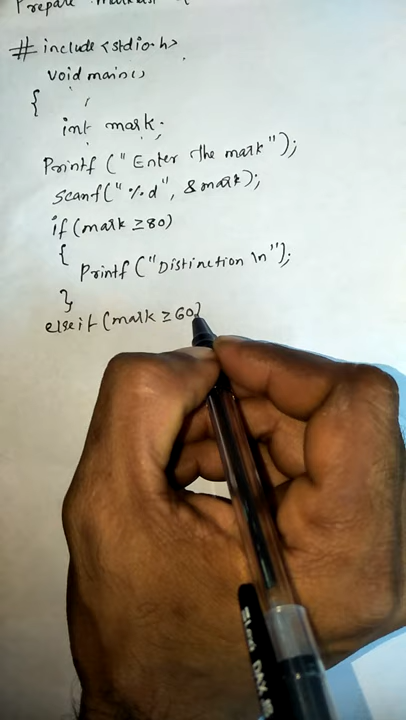 Prepare
# include <stdio.h>
void main()
{
int mark.
Printf ("Enter the mark");
Scanf("%d", &mark);
if (mark ≥80)
{
Printf ("Distinction \n");
}
elseif (mark ≥ 60)